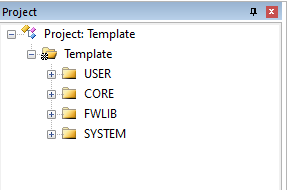 Project
Project: Template
Template
USER
CORE
FWLIB
SYSTEM